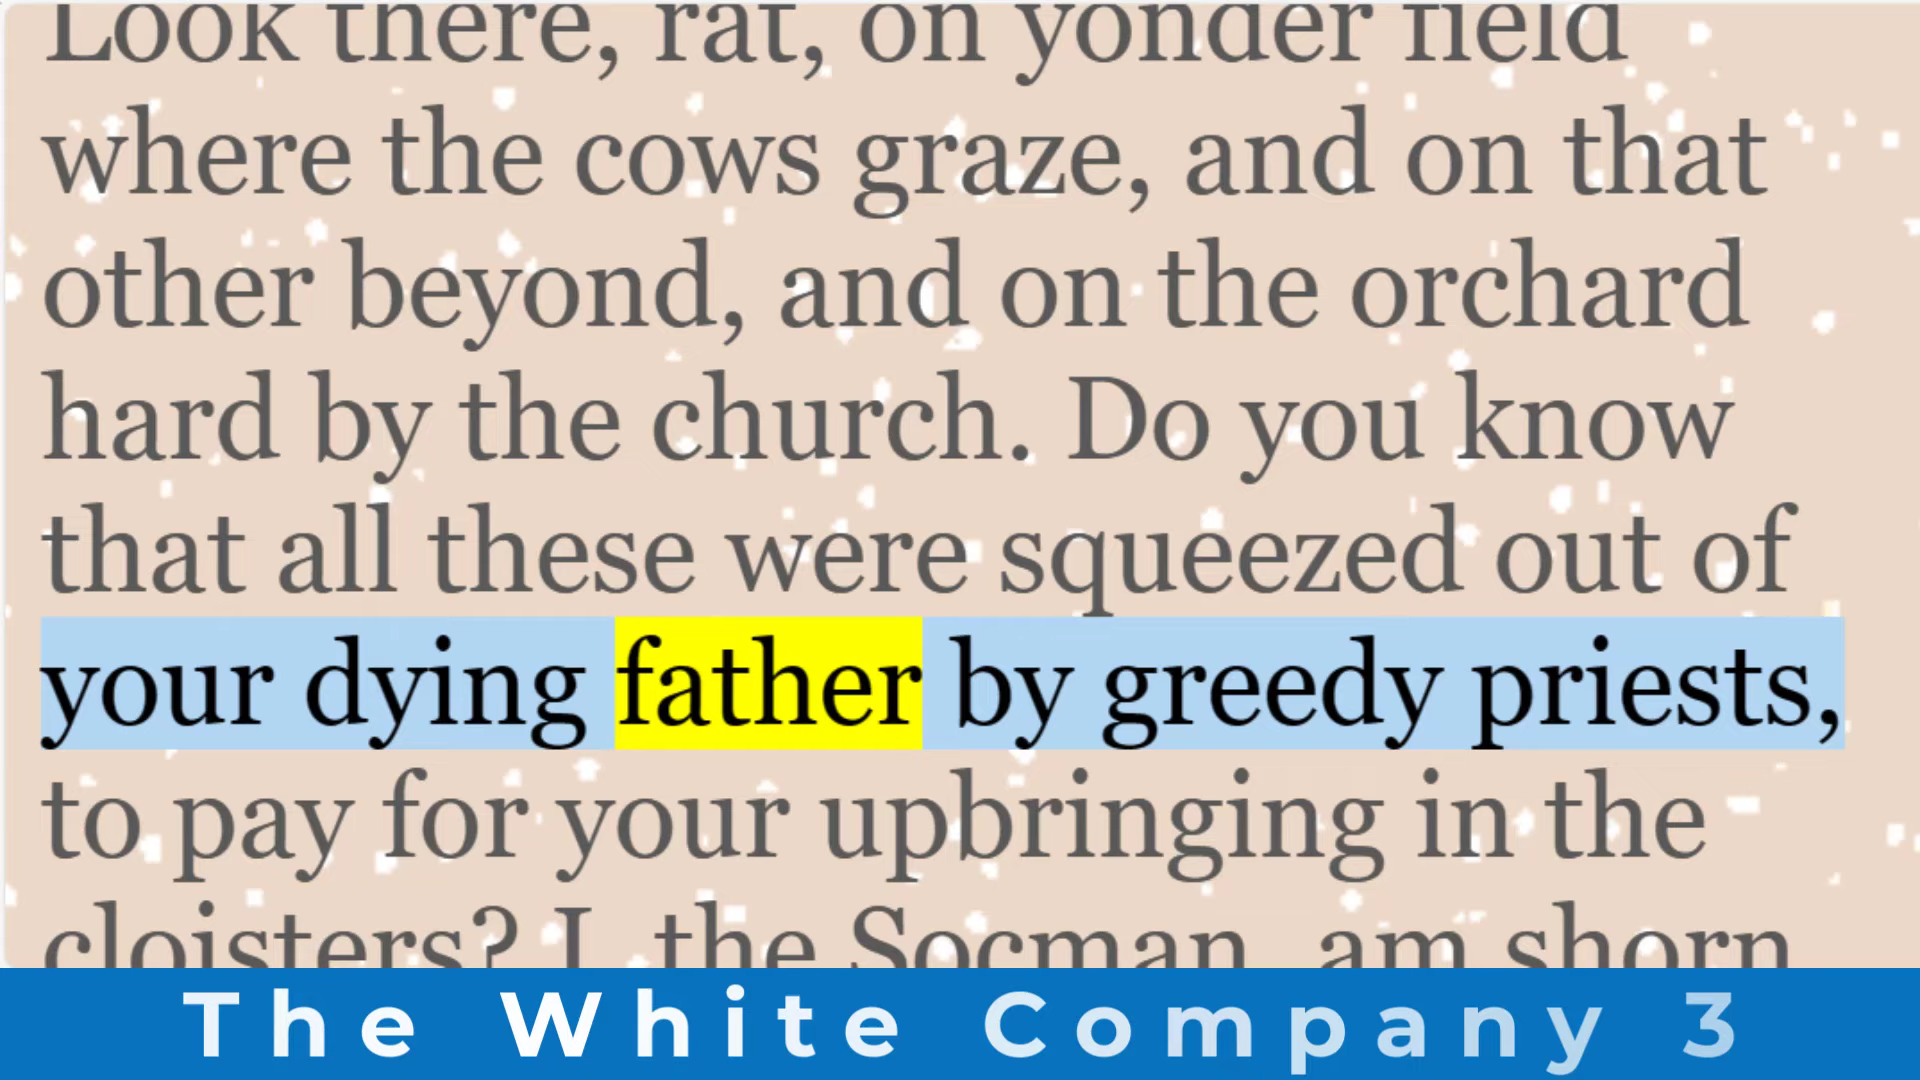 Look there, rat, on yonder field
where the cows graze, and on that
other beyond, and on the orchard
hard by the church. Do you know
that all these were squeezed out of
your dying father by greedy priests,
to pay for your upbringing in the
cloisters? I, the Socman, am shorn
The White Company 3